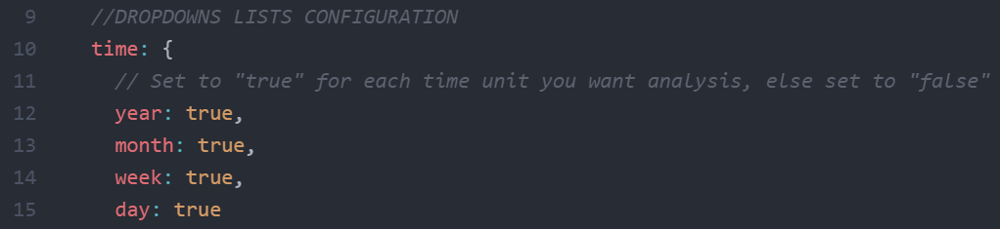 9 //DROPDOWNS LISTS CONFIGURATION
10 time: {
11 // Set to "true" for each time unit you want analysis, else set to "false"
12 year: true,
13 month: true,
14 week: true,
15 day: true